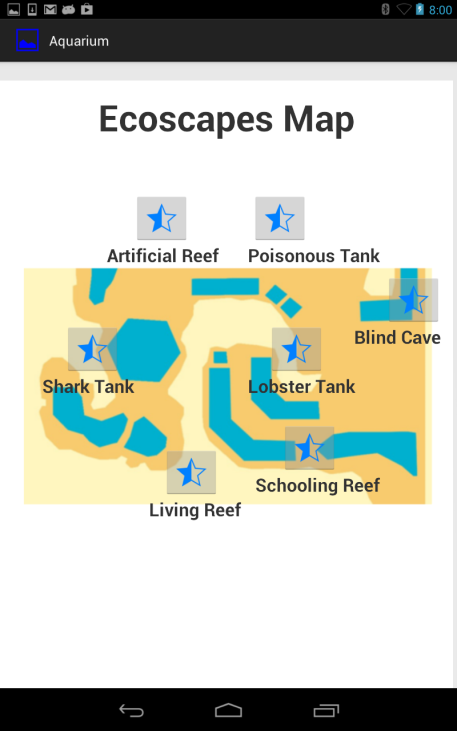 8:00
Aquarium
Ecoscapes Map
Artificial Reef
Poisonous Tank
Blind Cave
Shark Tank
Lobster Tank
Schooling Reef
Living Reef